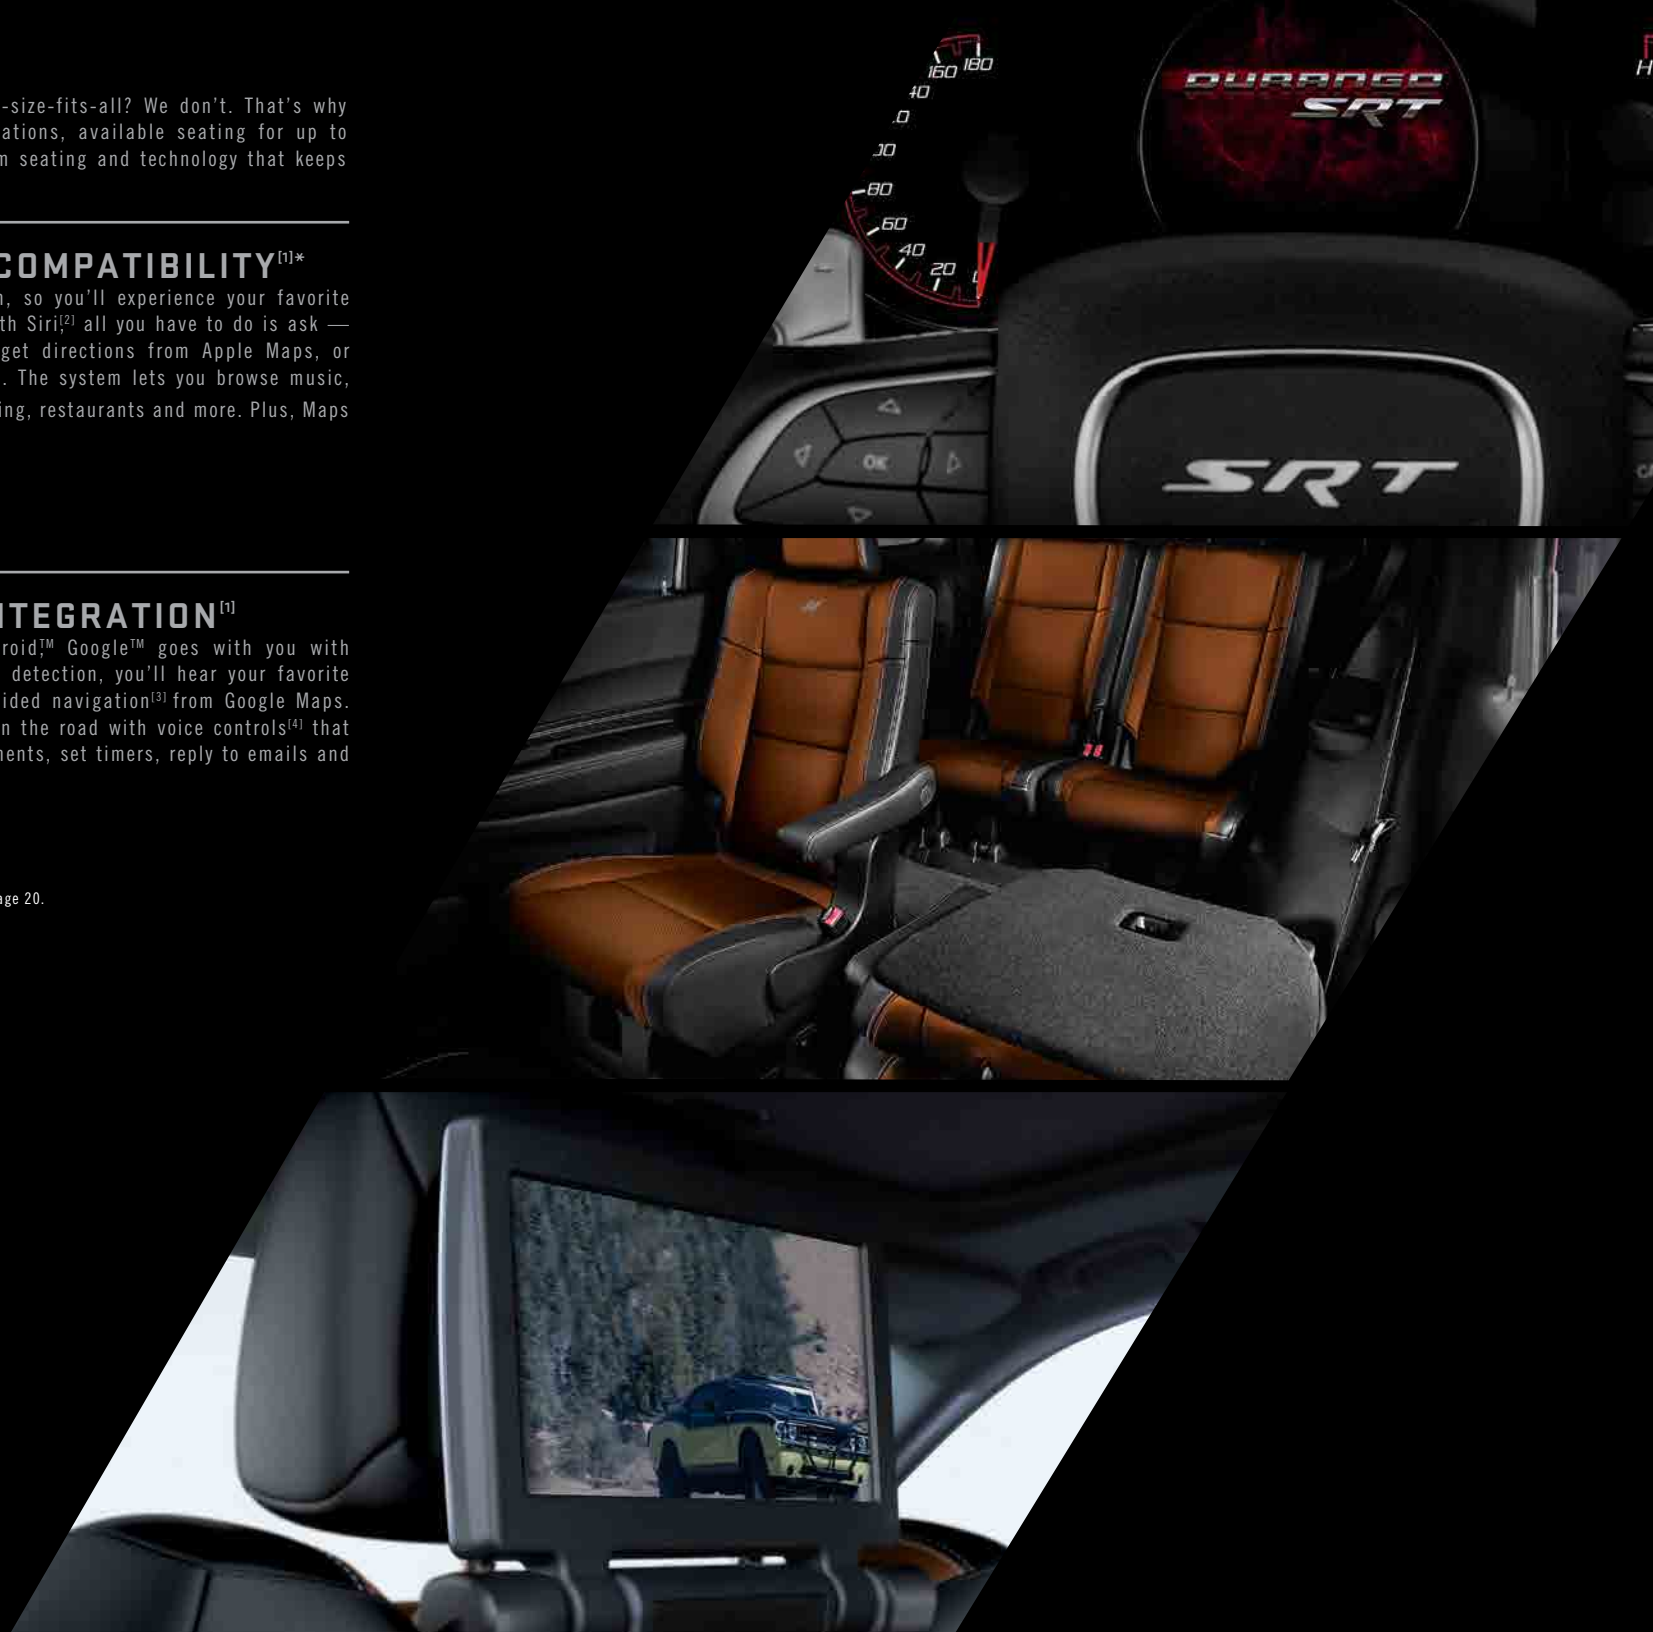 -size-fits-all? We don't. That's why
ations, available seating for up to
seating and technology that keeps
COMPATIBILITY[1]*
, so you'll experience your favorite
th Siri,[2] all you have to do is ask —
get directions from Apple Maps, or
. The system lets you browse music,
ing, restaurants and more. Plus, Maps
NTEGRATION[1]
roid,™ Google™ goes with you with
detection, you'll hear your favorite
ided navigation[3] from Google Maps.
n the road with voice controls[4] that
ents, set timers, reply to emails and
age 20.
160 180
80
60
40
20
DURANGO
SRT
H
OK
SRT